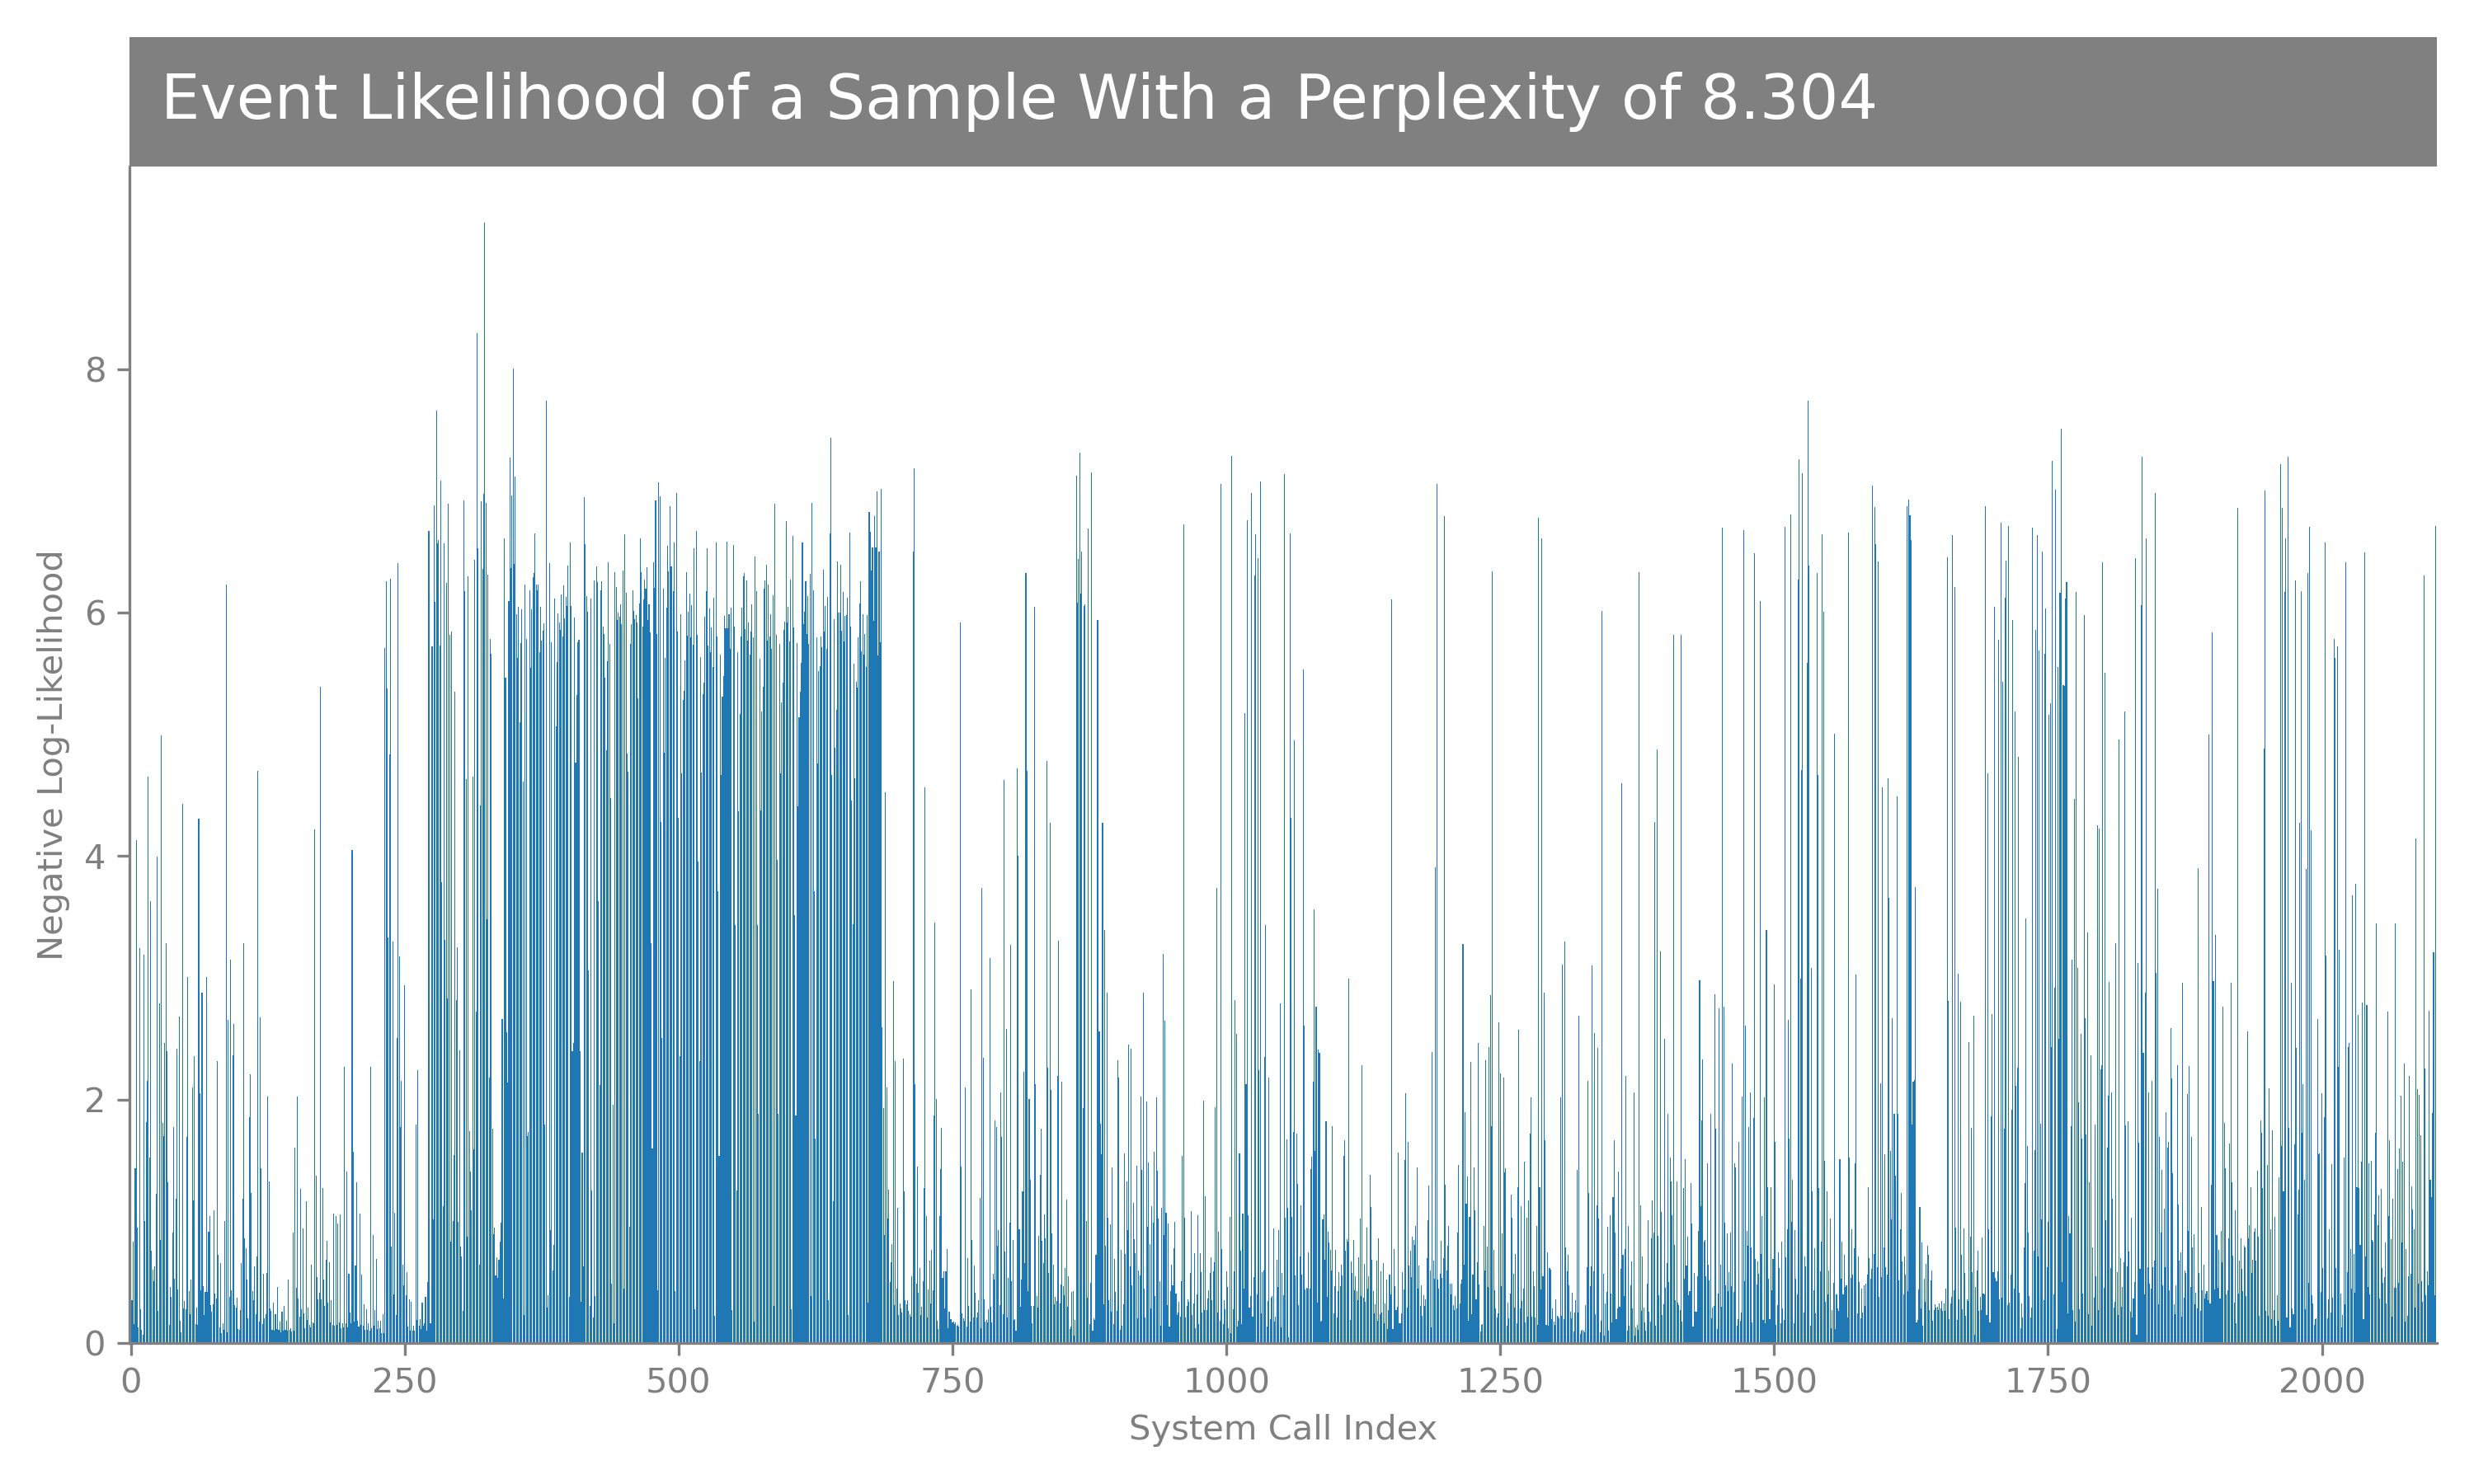 Event Likelihood of a Sample With a Perplexity of 8.304
8
6
4
2
0
Negative Log-Likelihood
0 250 500 750 1000 1250 1500 1750 2000
System Call Index